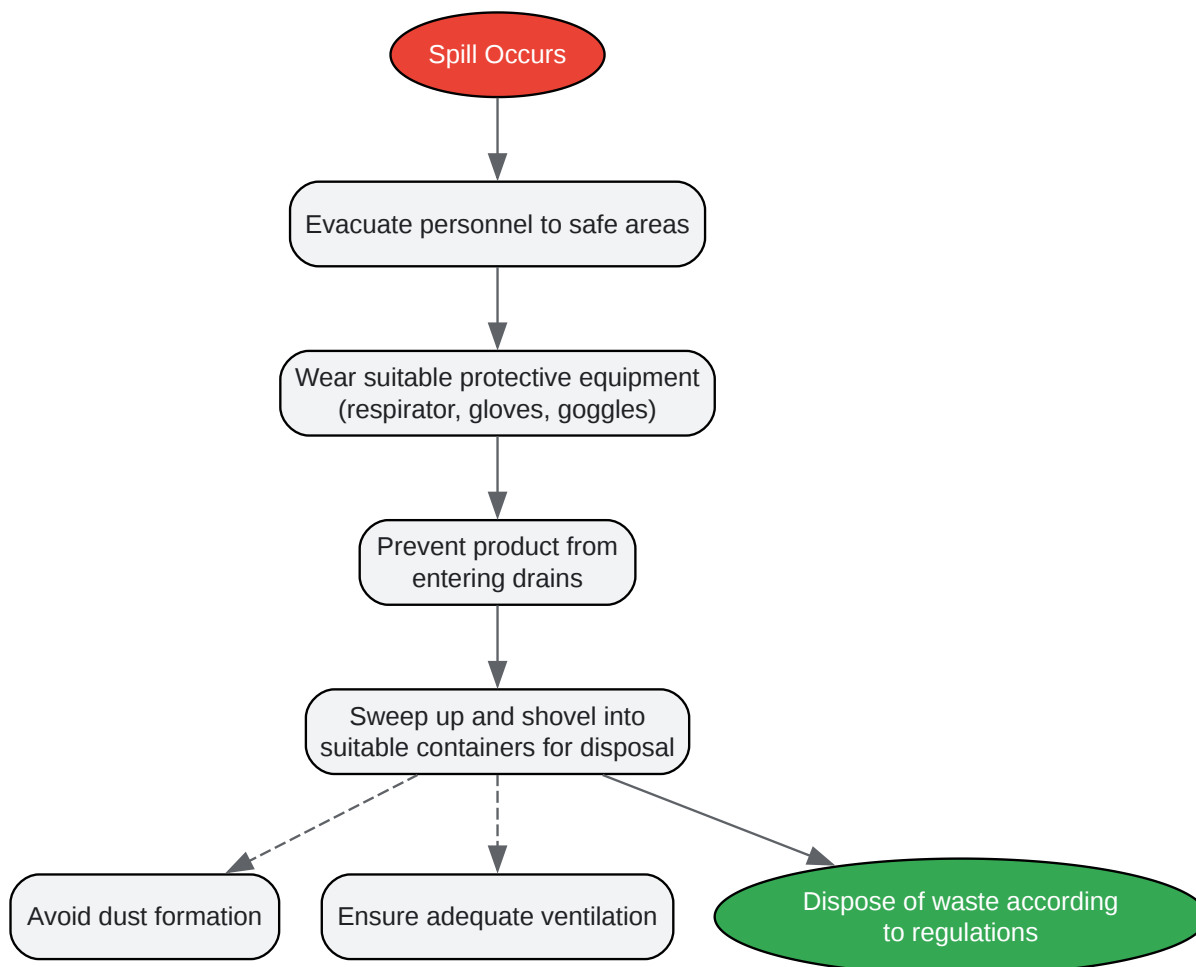 Spill Occurs
Evacuate personnel to safe areas
Wear suitable protective equipment
(respirator, gloves, goggles)
Prevent product from
entering drains
Sweep up and shovel into
suitable containers for disposal
Avoid dust formation
Ensure adequate ventilation
Dispose of waste according
to regulations